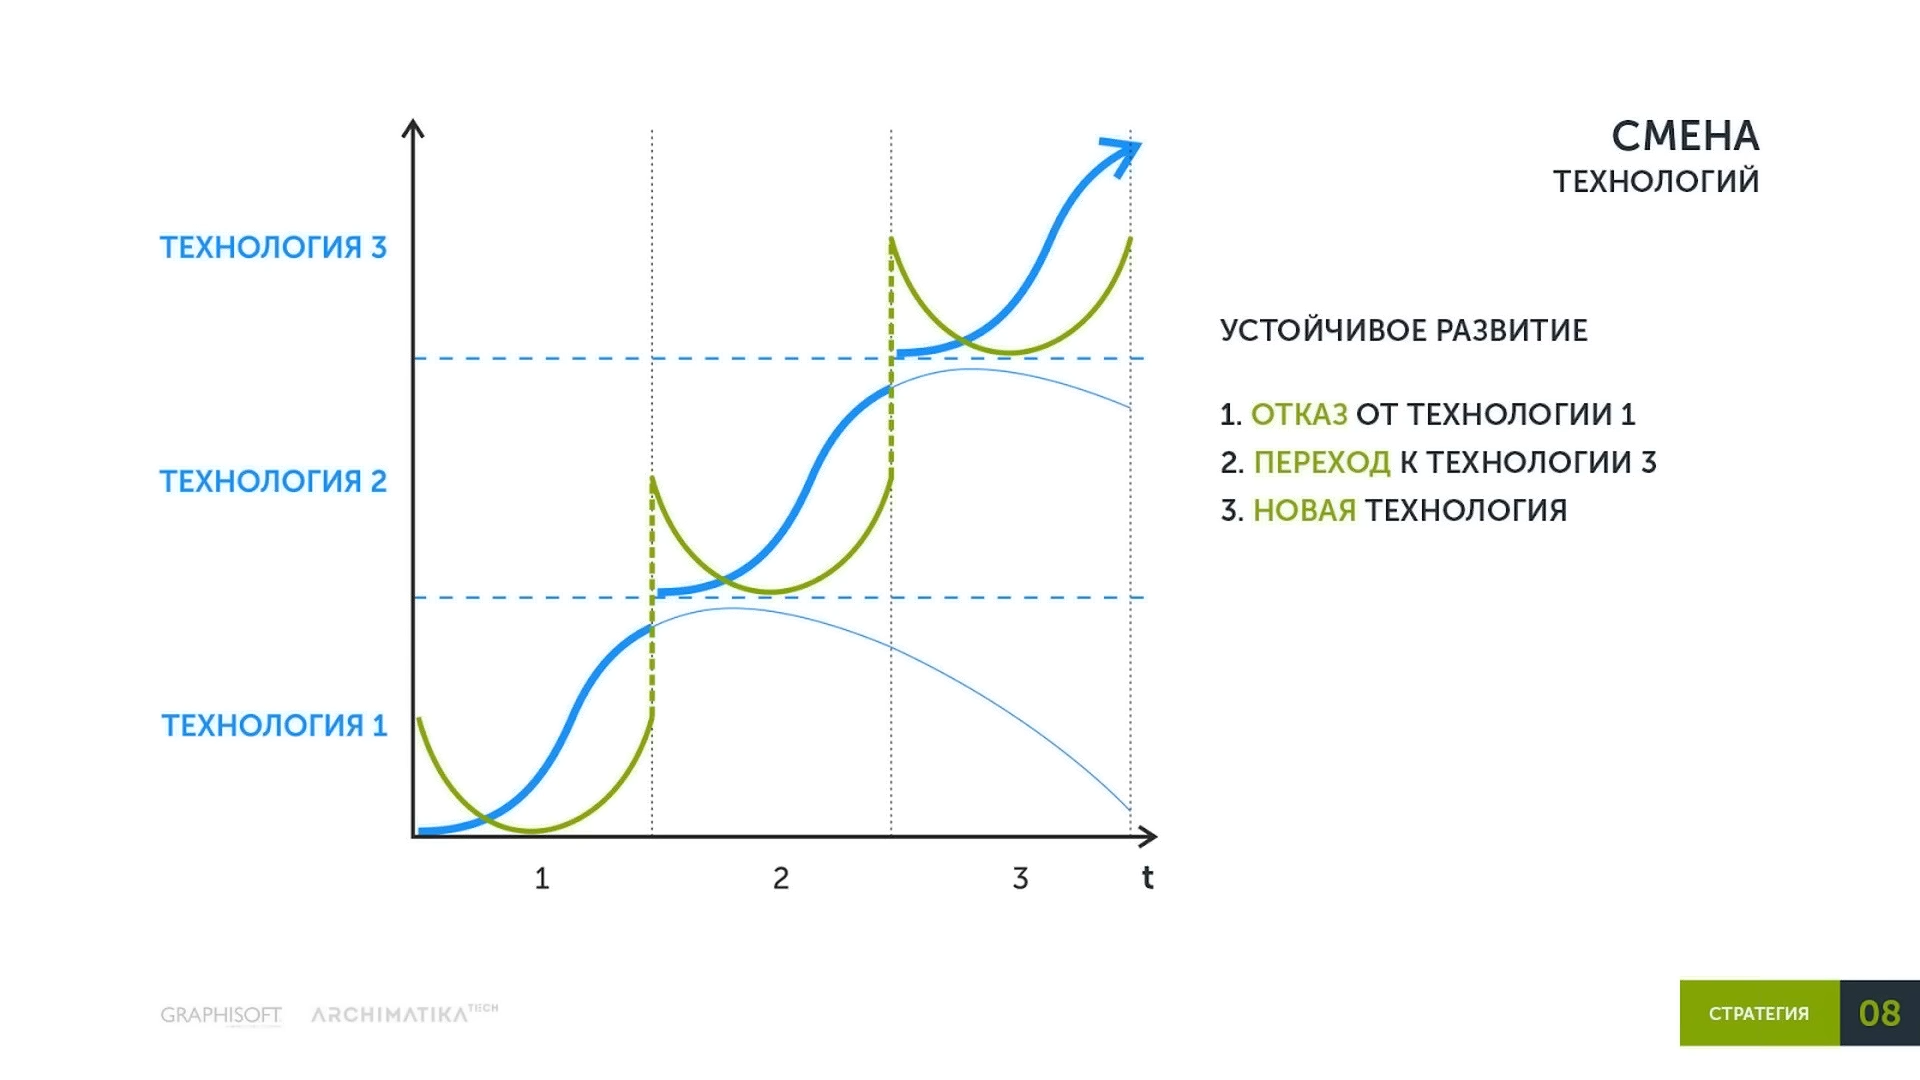 СМЕНА
ТЕХНОЛОГИЙ
ТЕХНОЛОГИЯ 3
ТЕХНОЛОГИЯ 2
ТЕХНОЛОГИЯ 1
1
2
3
t
УСТОЙЧИВОЕ РАЗВИТИЕ
1. ОТКАЗ ОТ ТЕХНОЛОГИИ 1
2. ПЕРЕХОД К ТЕХНОЛОГИИ 3
3. НОВАЯ ТЕХНОЛОГИЯ
GRAPHISOFT
ARCHIMATIKA TECH
СТРАТЕГИЯ
08